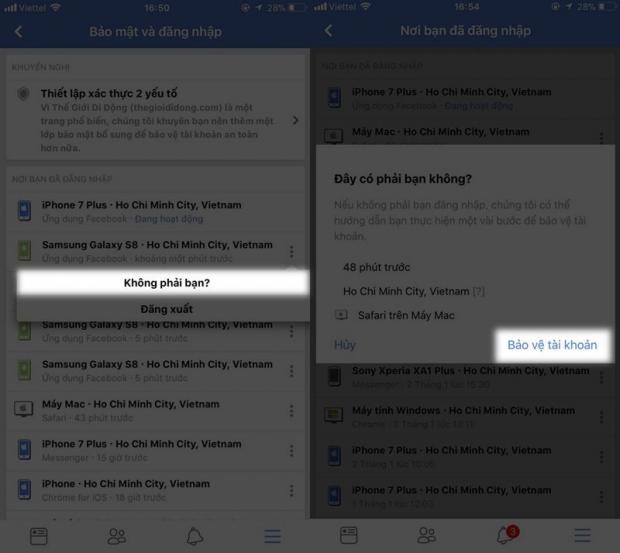 Viettel 16:50 28%
Bảo mật và đăng nhập
KHUYẾN NGHỊ
Thiết lập xác thực 2 yếu tố
Vì Thế Giới Di Động (thegioididong.com) là một
trang phổ biến, chúng tôi khuyên bạn nên thêm một
lớp bảo mật bổ sung để bảo vệ tài khoản an toàn
hơn nữa.
NƠI BẠN ĐÃ ĐĂNG NHẬP
iPhone 7 Plus · Ho Chi Minh City, Vietnam
Ứng dụng Facebook · Đang hoạt động
Samsung Galaxy S8 · Ho Chi Minh City, Vietnam
Ứng dụng Facebook · khoảng một phút trước
Không phải bạn?
Đăng xuất
Samsung Galaxy S8 · Ho Chi Minh City, Vietnam
Ứng dụng Facebook · 5 phút trước
Samsung Galaxy S8 · Ho Chi Minh City, Vietnam
Ứng dụng Facebook · 5 phút trước
Máy Mac · Ho Chi Minh City, Vietnam
Safari · 43 phút trước
iPhone 7 Plus · Ho Chi Minh City, Vietnam
Messenger · 15 giờ trước
iPhone · Ho Chi Minh City, Vietnam
Chrome for iOS · 18 giờ trước
Viettel 16:54 28%
Nơi bạn đã đăng nhập
NƠI BẠN ĐÃ ĐĂNG NHẬP
iPhone 7 Plus · Ho Chi Minh City, Vietnam
Ứng dụng Facebook · Đang hoạt động
Máy Mac · Ho Chi Minh City, Vietnam
Đây có phải bạn không?
Nếu không phải bạn đăng nhập, chúng tôi có thể
hướng dẫn bạn thực hiện một vài bước để bảo vệ tài
khoản.
48 phút trước
Ho Chi Minh City, Vietnam [?]
Safari trên Máy Mac
Hủy
Bảo vệ tài khoản
Sony Xperia XA1 Plus · Ho Chi Minh City, Vietnam
Messenger · 2 Tháng 1 lúc
Máy tính Windows · Ho Chi Minh City, Vietnam
Chrome · 2 Tháng 1 lúc
iPhone 7 Plus · Ho Chi Minh City, Vietnam
2 Tháng 1 lúc 10:06
iPhone 7 Plus · Ho Chi Minh City, Vietnam
1 Tháng 1 lúc 12:03
3